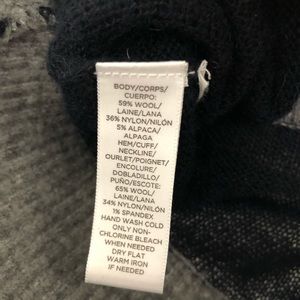 BODY/CORPS/
CUERPO:
59% WOOL/
LAINE/LANA
36% NYLON/NILÓN
5% ALPACA/
ALPAGA
HEM/CUFF/
NECKLINE/
OURLET/POIGNET/
ENCOLURE/
DOBLADILLO/
PUÑO/ESCOTE:
65% WOOL/
LAINE/LANA
34% NYLON/NILÓN
1% SPANDEX
HAND WASH COLD
ONLY NON-
CHLORINE BLEACH
WHEN NEEDED
DRY FLAT
WARM IRON
IF NEEDED